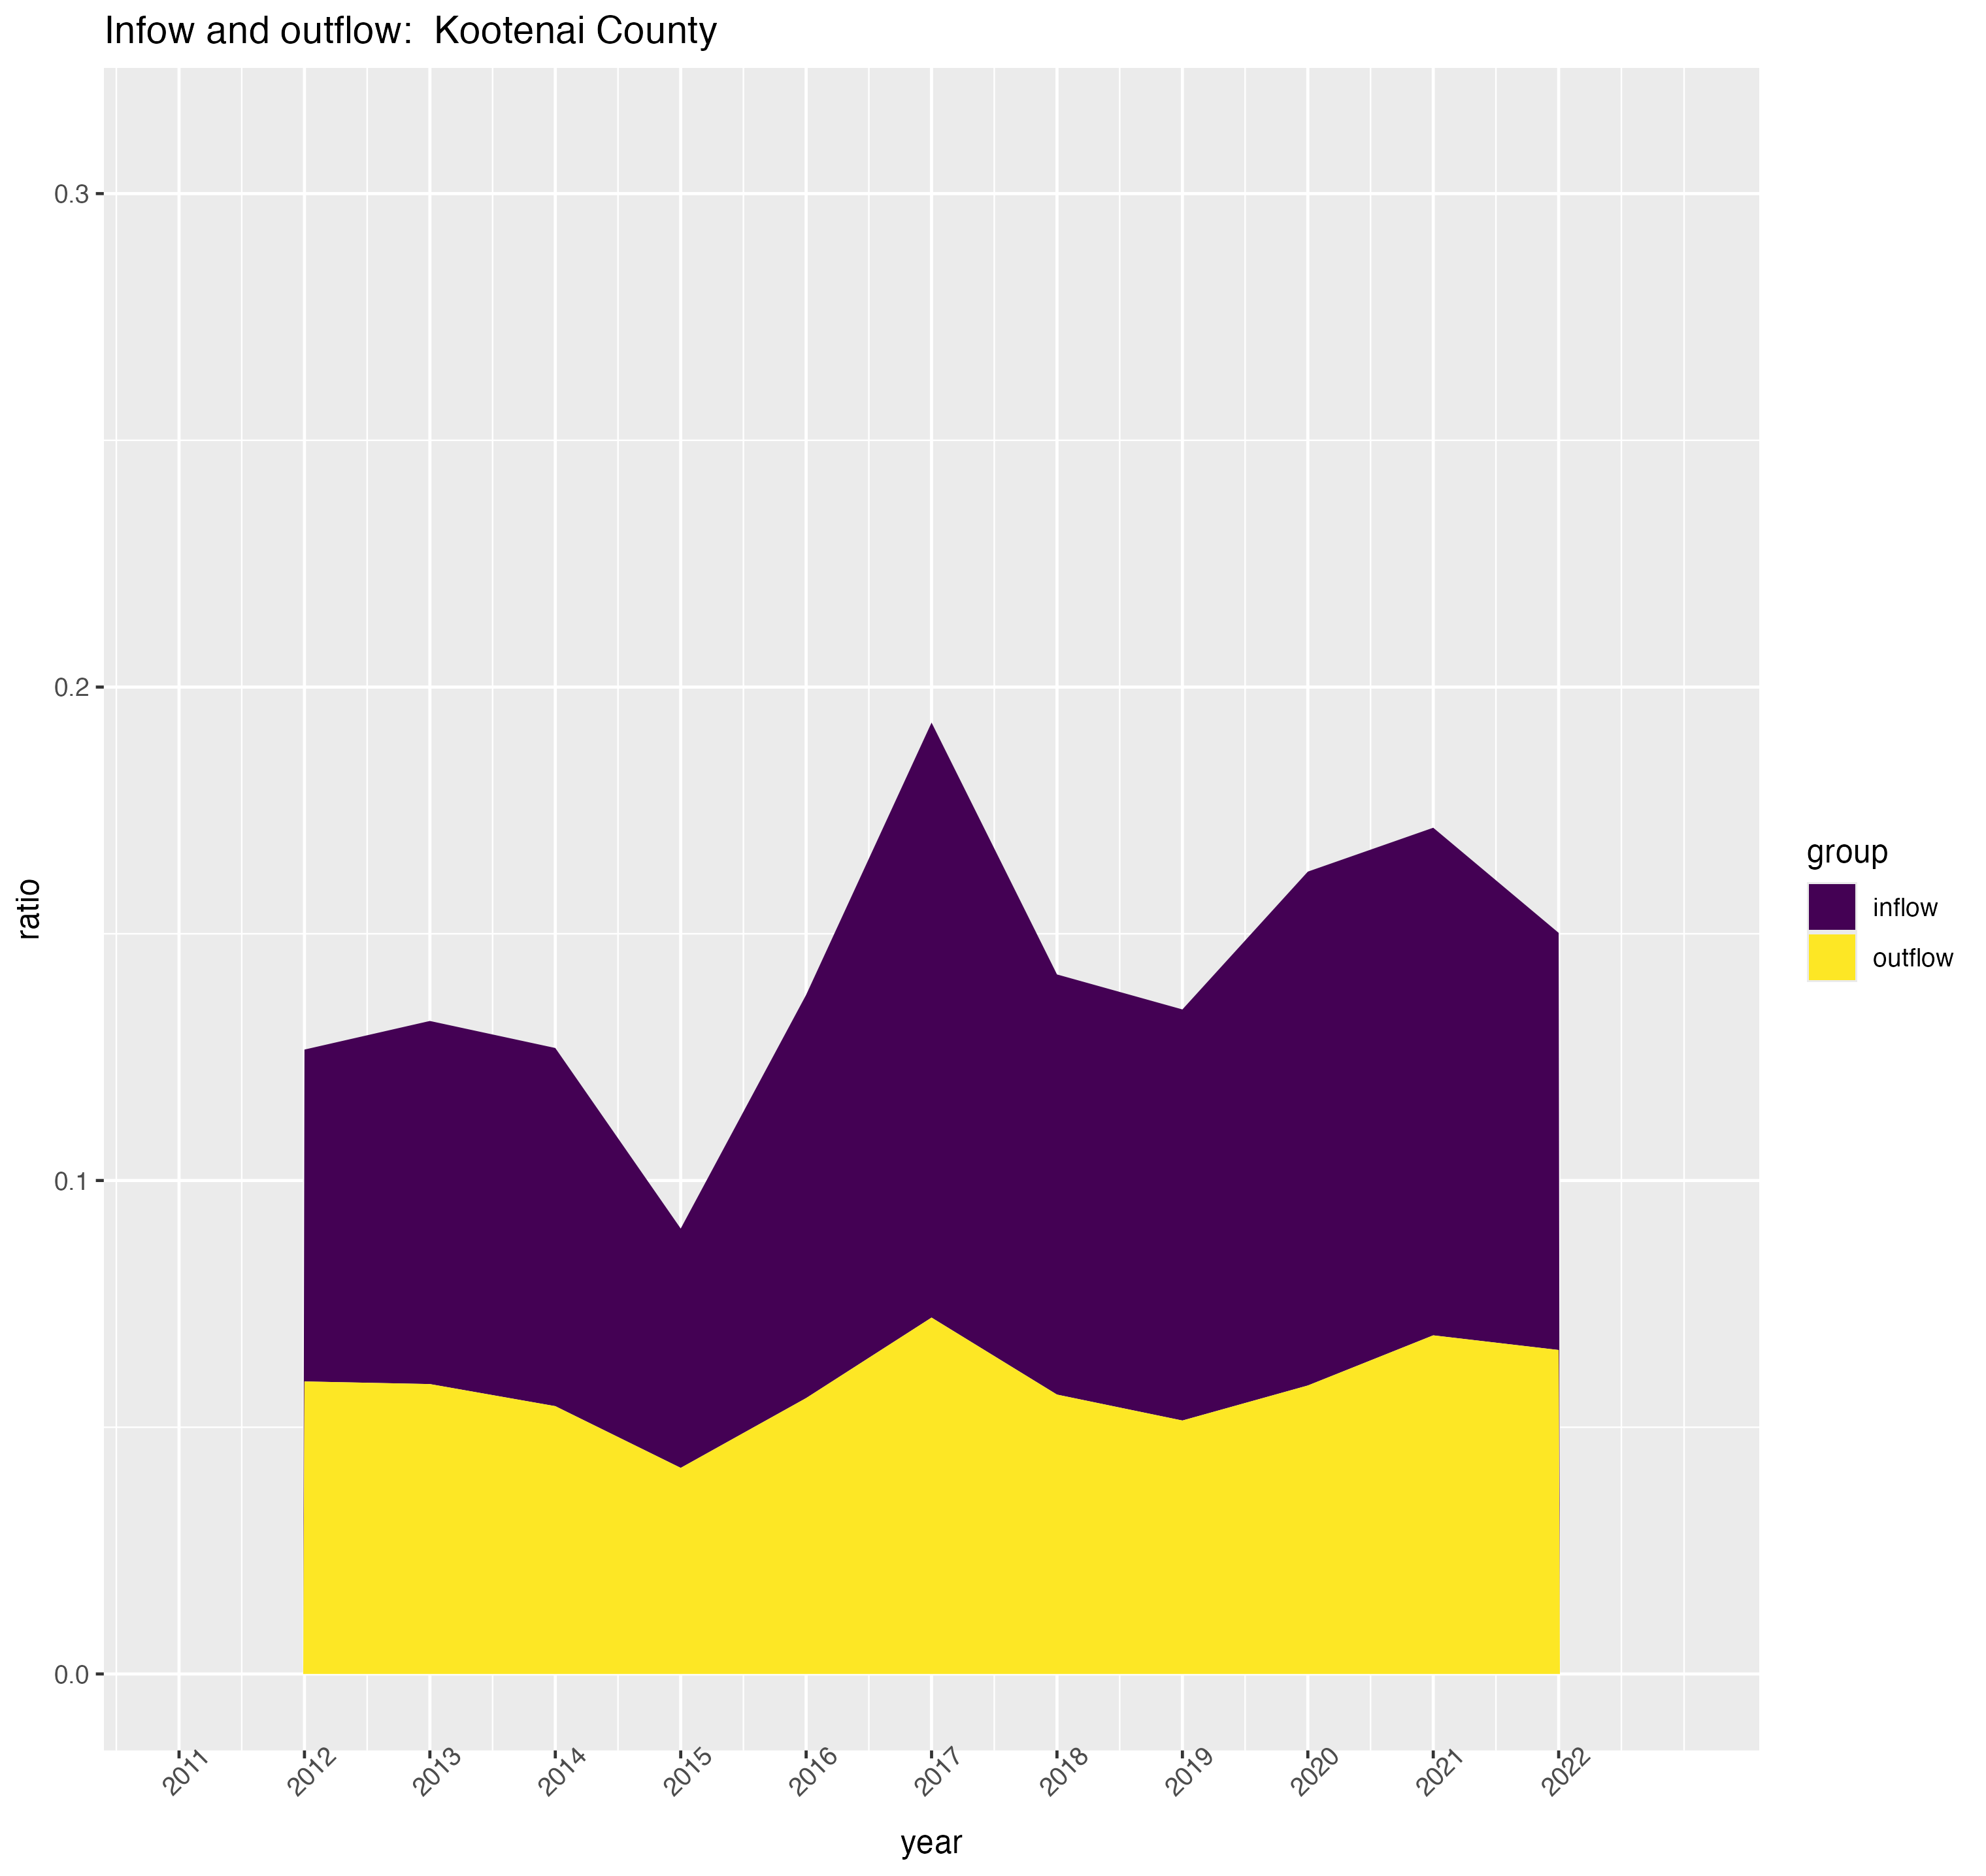 Infow and outflow:  Kootenai County
0.3
0.2
0.1
0.0
ratio
2011 2012 2013 2014 2015 2016 2017 2018 2019 2020 2021 2022
year
group
inflow
outflow